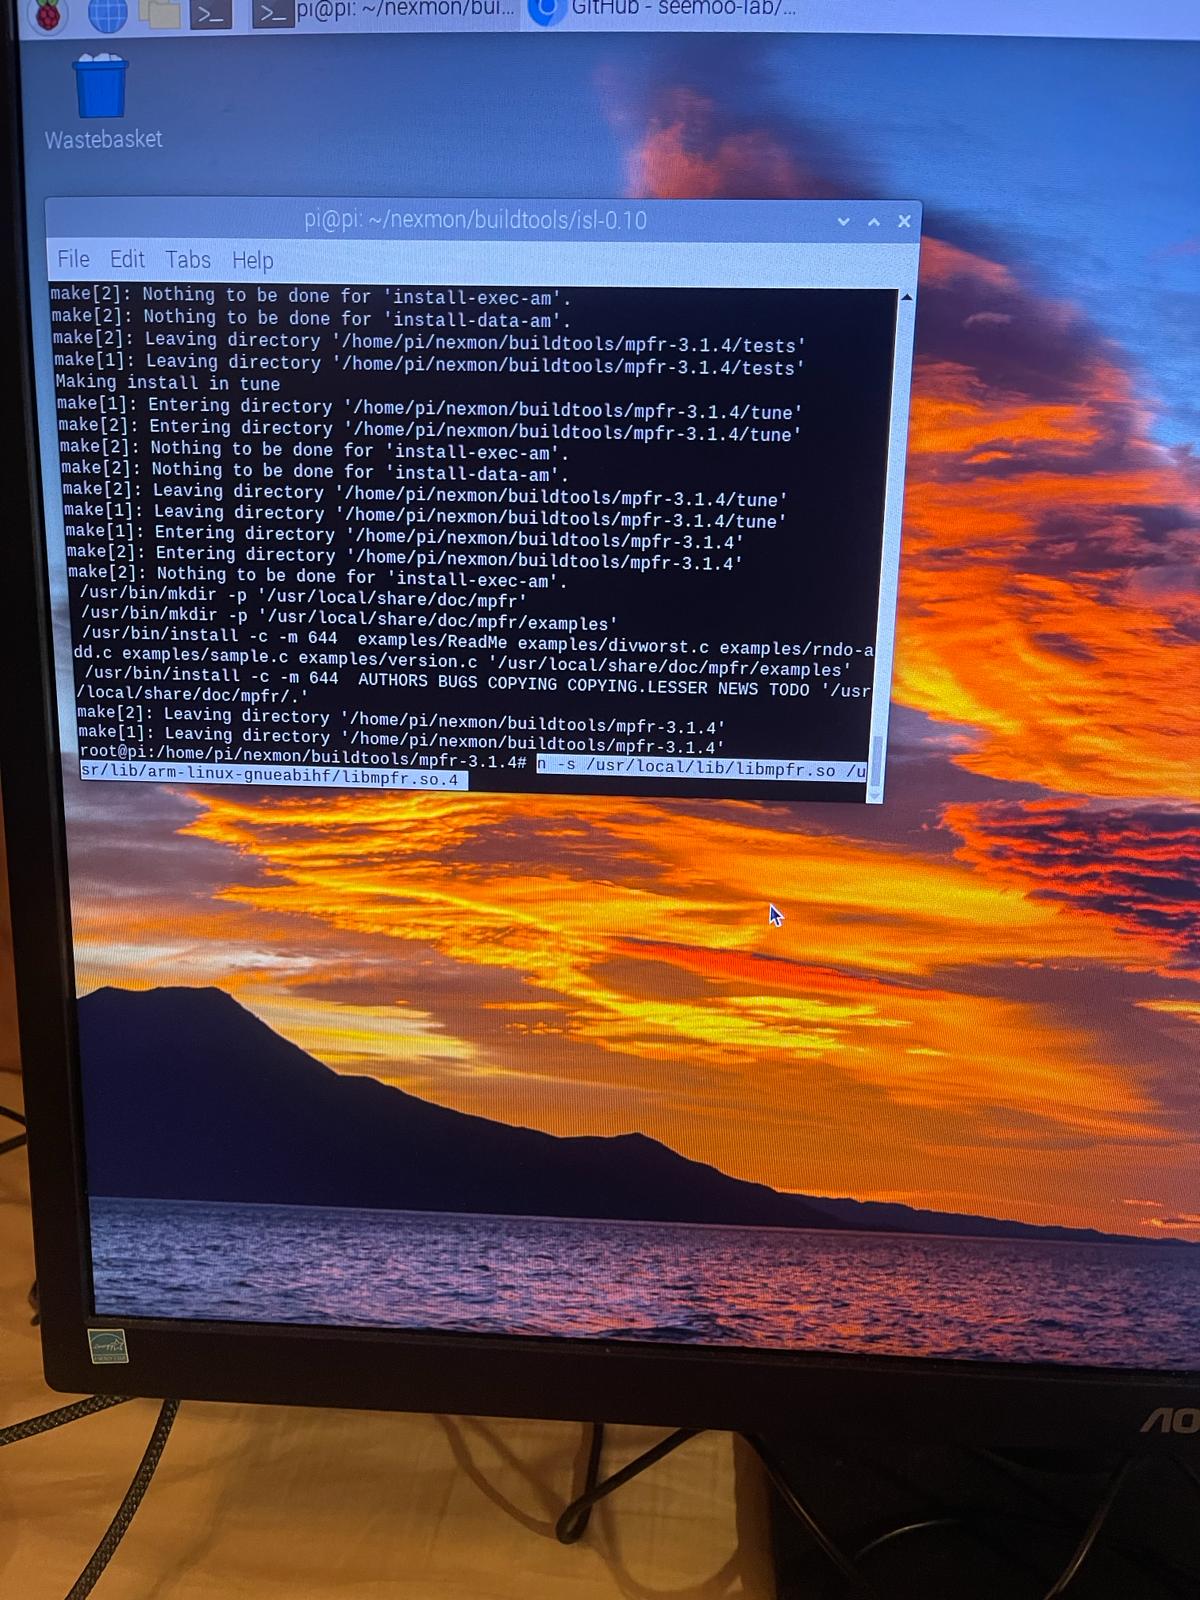 pi@pi: ~/nexmon/bui...
GitHub - seemoo-lab/...
Wastebasket
pi@pi: ~/nexmon/buildtools/isl-0.10
File Edit Tabs Help
make[2]: Nothing to be done for 'install-exec-am'.
make[2]: Nothing to be done for 'install-data-am'.
make[2]: Leaving directory '/home/pi/nexmon/buildtools/mpfr-3.1.4/tests'
make[1]: Leaving directory '/home/pi/nexmon/buildtools/mpfr-3.1.4/tests'
Making install in tune
make[1]: Entering directory '/home/pi/nexmon/buildtools/mpfr-3.1.4/tune'
make[2]: Entering directory '/home/pi/nexmon/buildtools/mpfr-3.1.4/tune'
make[2]: Nothing to be done for 'install-exec-am'.
make[2]: Nothing to be done for 'install-data-am'.
make[2]: Leaving directory '/home/pi/nexmon/buildtools/mpfr-3.1.4/tune'
make[1]: Leaving directory '/home/pi/nexmon/buildtools/mpfr-3.1.4/tune'
make[1]: Entering directory '/home/pi/nexmon/buildtools/mpfr-3.1.4'
make[2]: Entering directory '/home/pi/nexmon/buildtools/mpfr-3.1.4'
make[2]: Nothing to be done for 'install-exec-am'.
/usr/bin/mkdir -p '/usr/local/share/doc/mpfr'
/usr/bin/mkdir -p '/usr/local/share/doc/mpfr/examples'
/usr/bin/install -c -m 644 examples/ReadMe examples/divworst.c examples/rndo-a
dd.c examples/sample.c examples/version.c '/usr/local/share/doc/mpfr/examples'
/usr/bin/install -c -m 644 AUTHORS BUGS COPYING COPYING.LESSER NEWS TODO '/usr
/local/share/doc/mpfr/.'
make[2]: Leaving directory '/home/pi/nexmon/buildtools/mpfr-3.1.4'
make[1]: Leaving directory '/home/pi/nexmon/buildtools/mpfr-3.1.4'
root@pi:/home/pi/nexmon/buildtools/mpfr-3.1.4# n -s /usr/local/lib/libmpfr.so /u
sr/lib/arm-linux-gnueabihf/libmpfr.so.4
AO